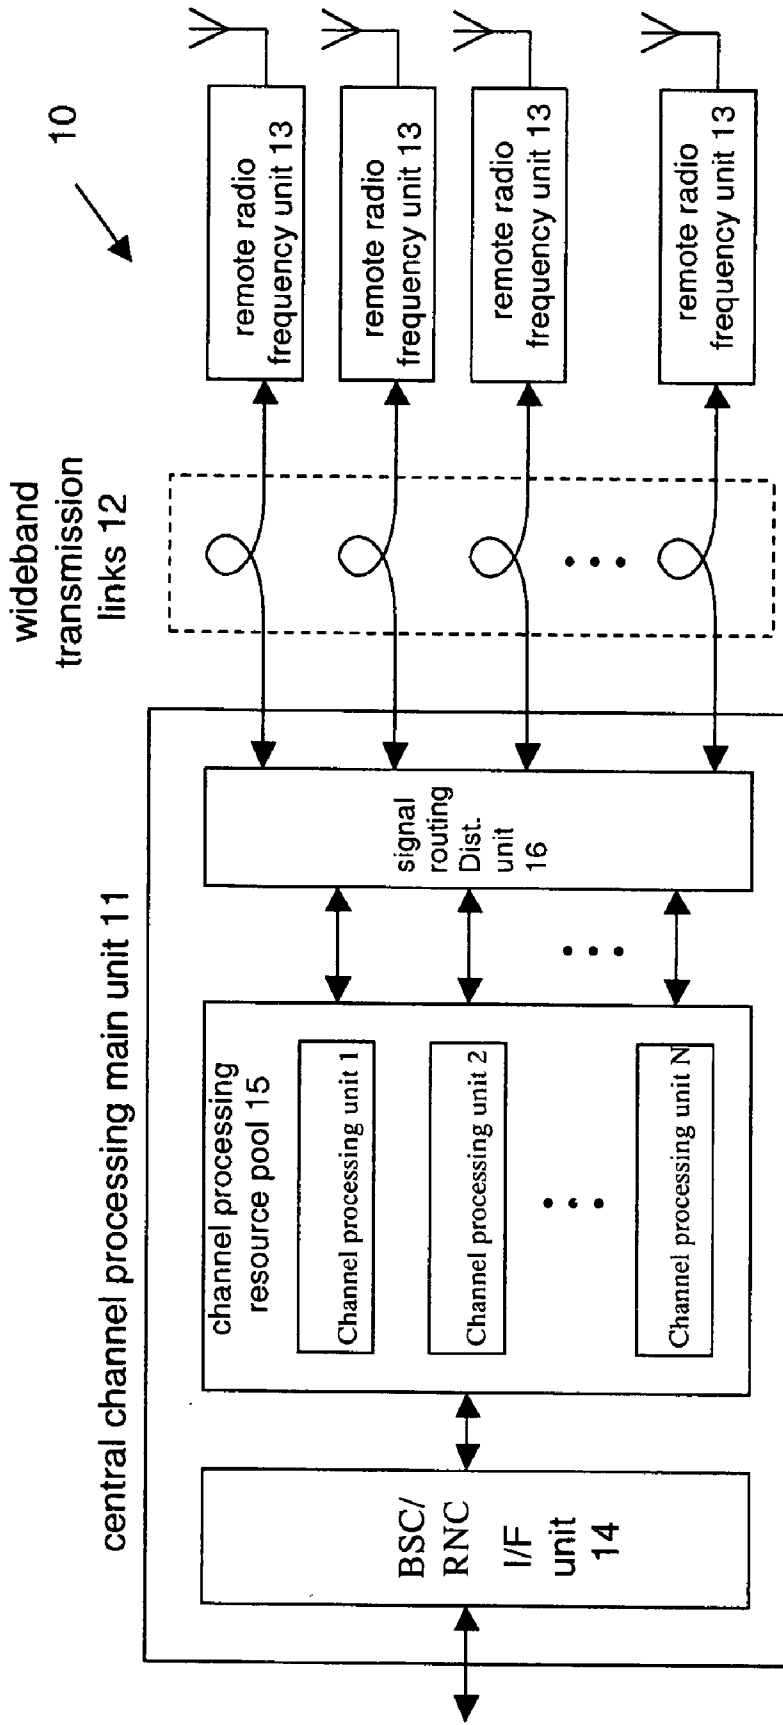 10
wideband
transmission
links 12
central channel processing main unit 11
BSC/
RNC
I/F
unit
14
channel processing
resource pool 15
Channel processing unit 1
Channel processing unit 2
Channel processing unit N
signal
routing
Dist.
unit
16
remote radio
frequency unit 13
remote radio
frequency unit 13
remote radio
frequency unit 13
remote radio
frequency unit 13